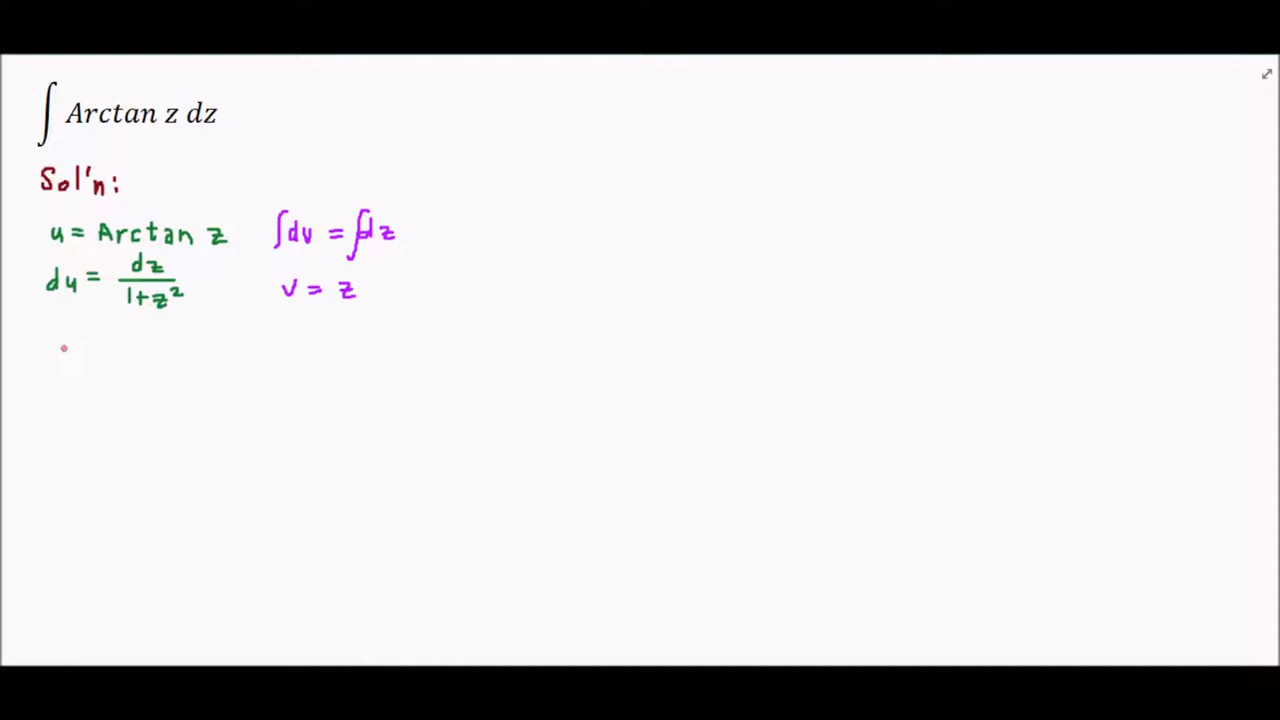 ∫ Arctan z dz
Sol'n:
u = Arctan z   ∫dv = ∫dz
du = dz/(1+z²)   v = z